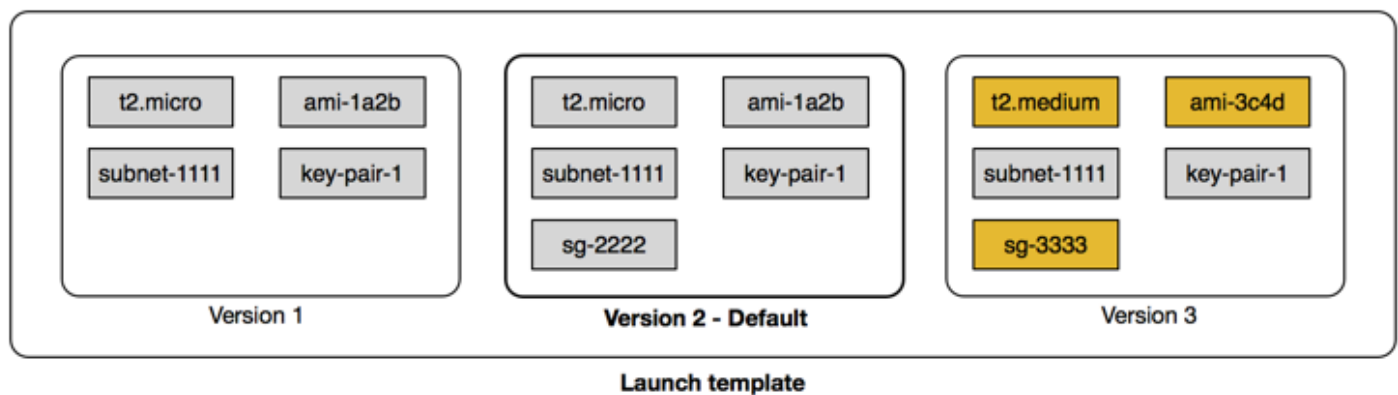 t2.micro ami-1a2b
subnet-1111 key-pair-1
Version 1
t2.micro ami-1a2b
subnet-1111 key-pair-1
sg-2222
Version 2 - Default
t2.medium ami-3c4d
subnet-1111 key-pair-1
sg-3333
Version 3
Launch template